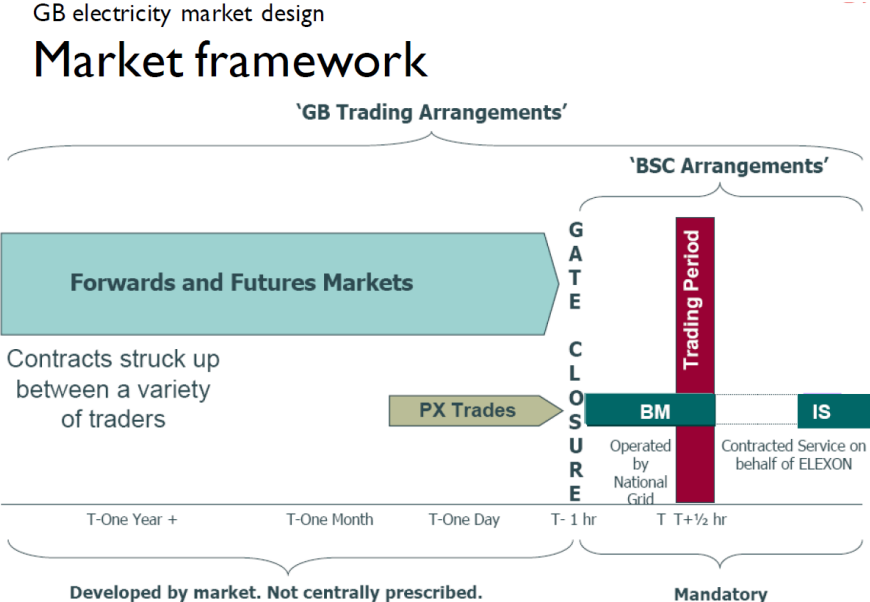 GB electricity market design
Market framework
‘GB Trading Arrangements’
‘BSC Arrangements’
GATE CLOSURE
Trading Period
Forwards and Futures Markets
Contracts struck up
between a variety
of traders
PX Trades
BM
IS
Operated
by
National
Grid
Contracted Service on
behalf of ELEXON
T-One Year +
T-One Month
T-One Day
T- 1 hr
T
T+½ hr
Developed by market. Not centrally prescribed.
Mandatory